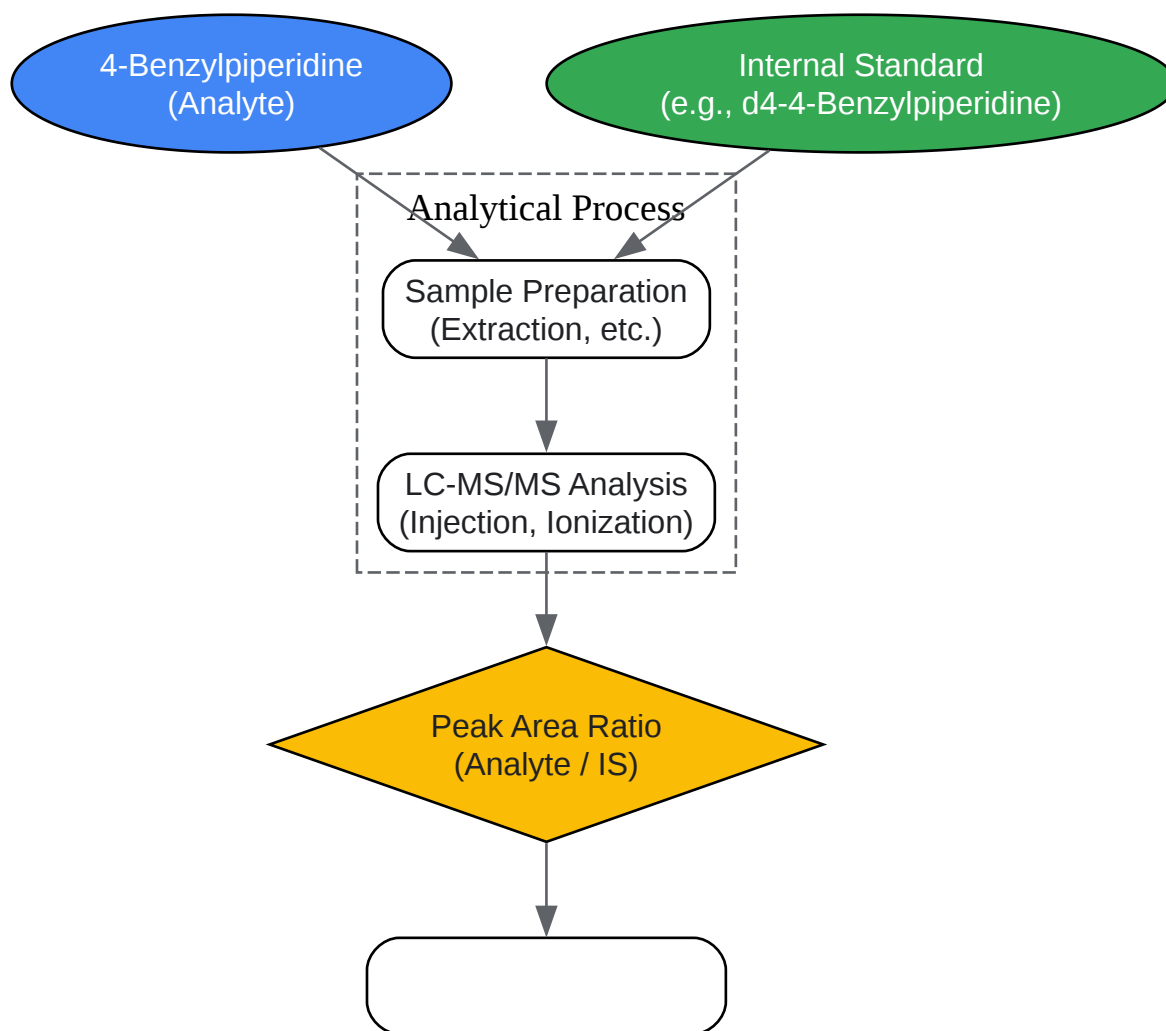 4-Benzylpiperidine
(Analyte)
Internal Standard
(e.g., d4-4-Benzylpiperidine)
Analytical Process
Sample Preparation
(Extraction, etc.)
LC-MS/MS Analysis
(Injection, Ionization)
Peak Area Ratio
(Analyte / IS)